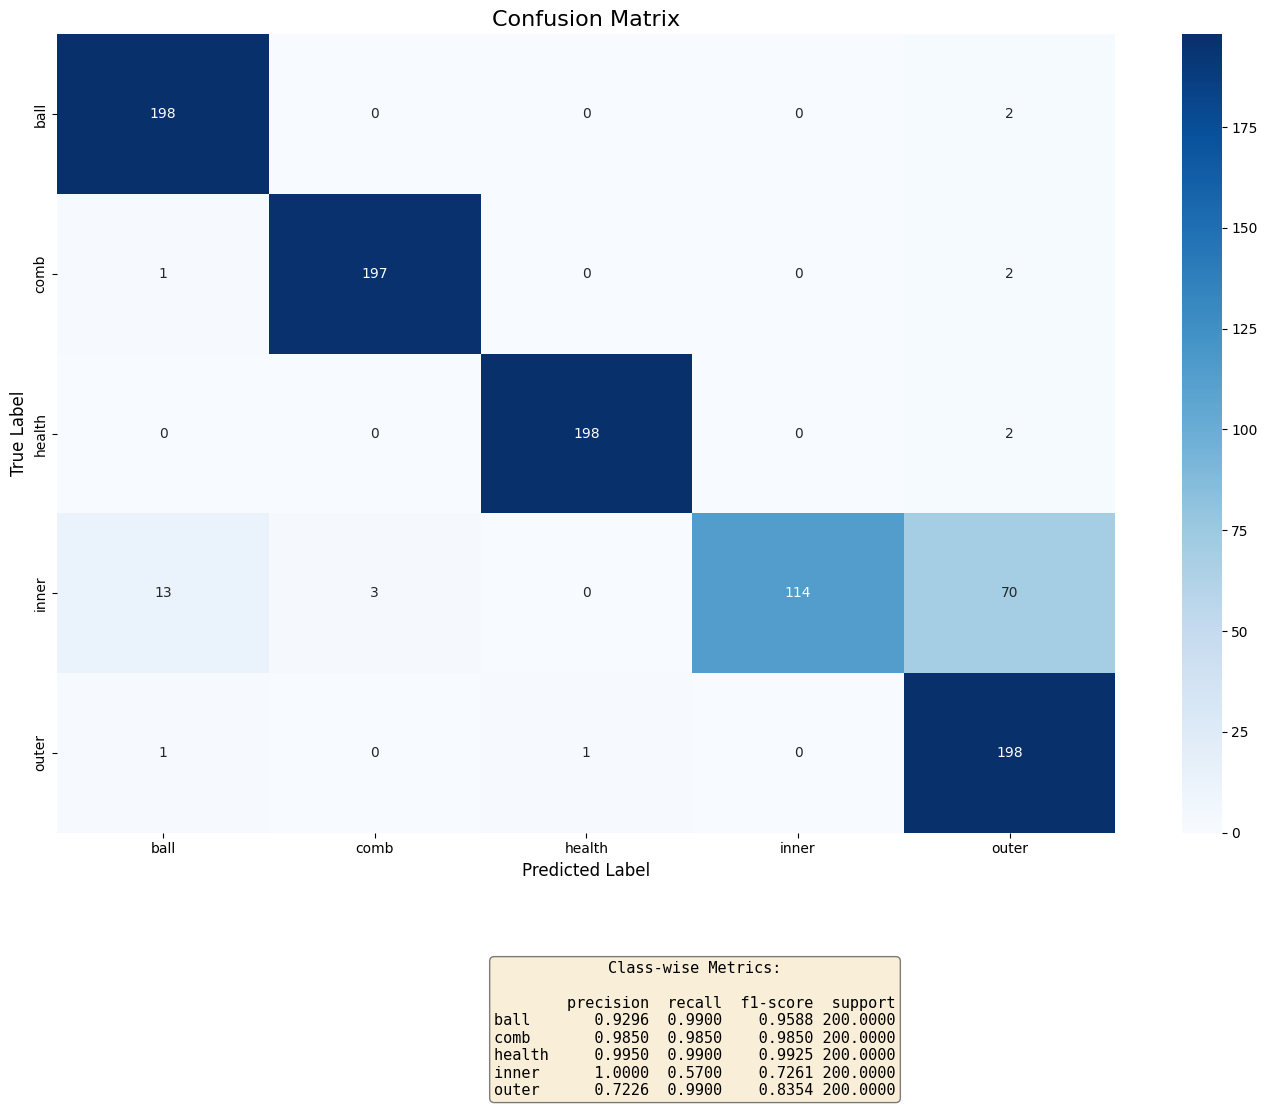 Confusion Matrix
True Label
ball 198 0 0 0 2
comb 1 197 0 0 2
health 0 0 198 0 2
inner 13 3 0 114 70
outer 1 0 1 0 198
ball comb health inner outer
Predicted Label
175
150
125
100
75
50
25
0
Class-wise Metrics:
precision recall f1-score support
ball 0.9296 0.9900 0.9588 200.0000
comb 0.9850 0.9850 0.9850 200.0000
health 0.9950 0.9900 0.9925 200.0000
inner 1.0000 0.5700 0.7261 200.0000
outer 0.7226 0.9900 0.8354 200.0000